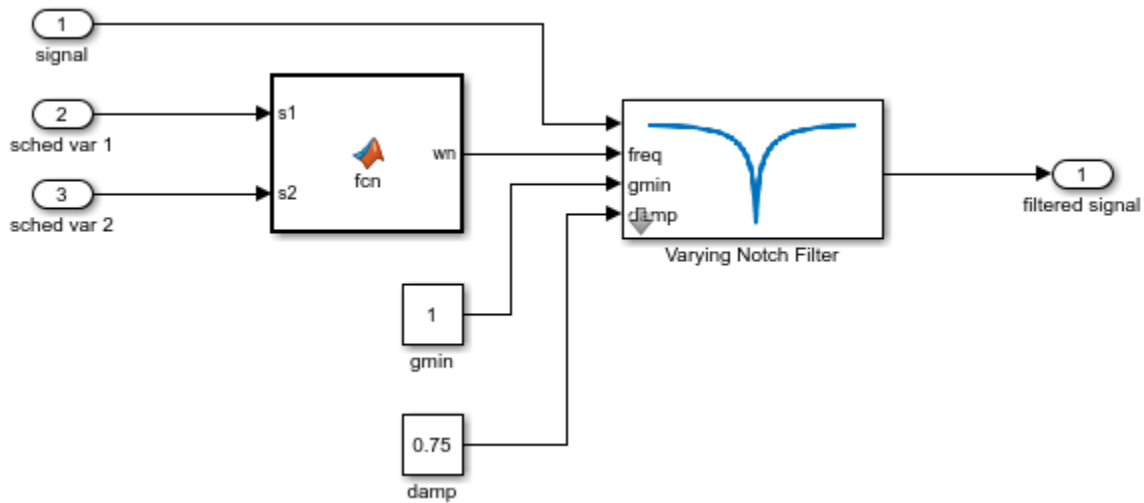 1
signal
2
sched var 1
3
sched var 2
s1
s2
fcn
wn
freq
gmin
damp
Varying Notch Filter
1
filtered signal
1
gmin
0.75
damp